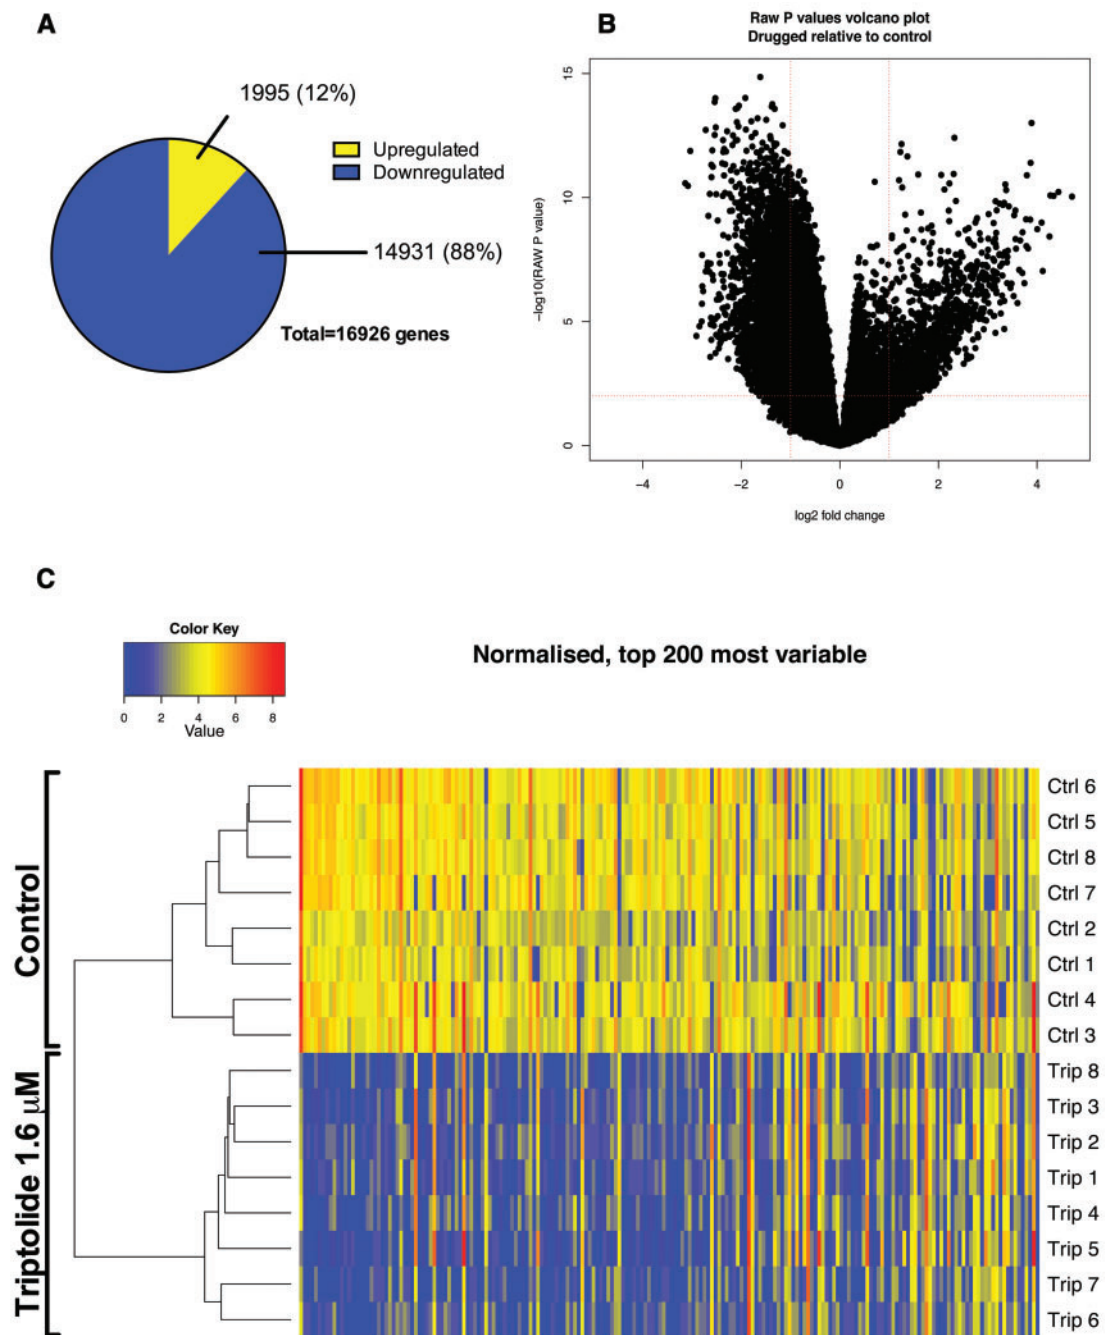 A
1995 (12%)
Upregulated
Downregulated
14931 (88%)
Total=16926 genes
B
Raw P values volcano plot
Drugged relative to control
−log10(RAW P value)
15
10
5
0
−4 −2 0 2 4
log2 fold change
C
Color Key
0 2 4 6 8
Value
Normalised, top 200 most variable
Control
Triptolide 1.6 µM
Ctrl 6
Ctrl 5
Ctrl 8
Ctrl 7
Ctrl 2
Ctrl 1
Ctrl 4
Ctrl 3
Trip 8
Trip 3
Trip 2
Trip 1
Trip 4
Trip 5
Trip 7
Trip 6